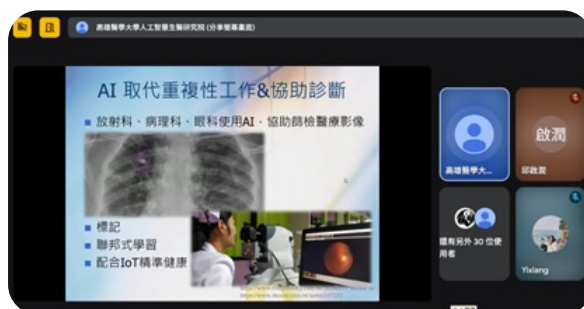 高雄醫學大學人工智慧生醫研究院 (分享螢幕畫面)
AI 取代重複性工作&協助診斷
放射科、病理科、眼科使用AI，協助篩檢醫療影像
標記
聯邦式學習
配合IoT精準健康
高雄醫學大...
啟潤
邱啟潤
還有另外 30 位使
用者
Yixiang